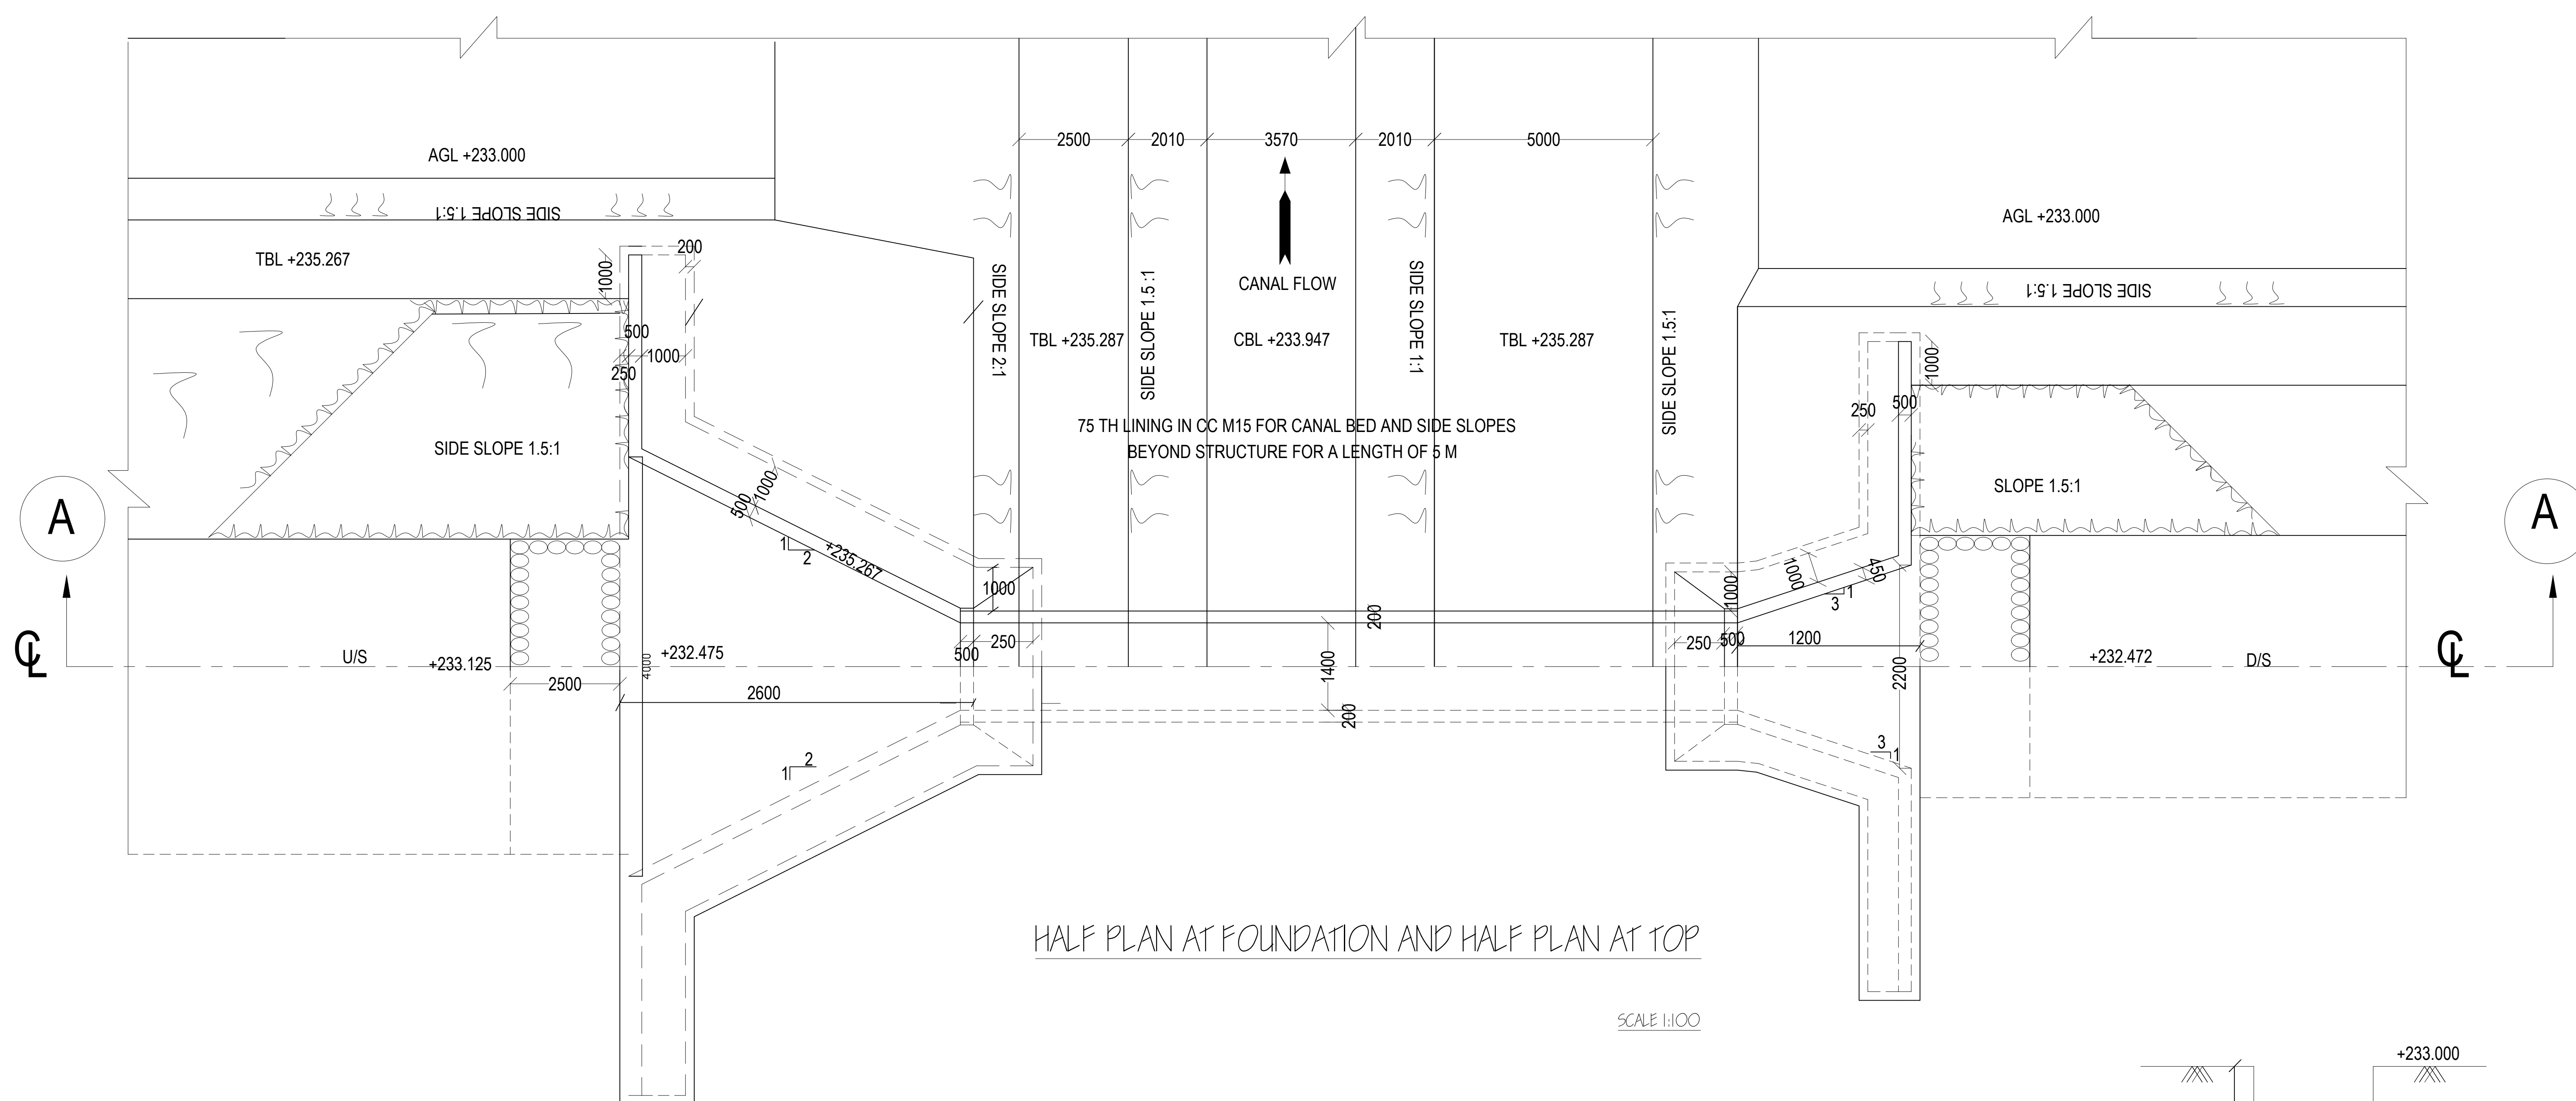 2500
2010
3570
2010
5000
AGL +233.000
SIDE SLOPE 1.5:1
TBL +235.267
1000
200
500
1000
250
SIDE SLOPE 1.5:1
SIDE SLOPE 2:1
TBL +235.287
SIDE SLOPE 1.5 :1
CANAL FLOW
CBL +233.947
SIDE SLOPE 1:1
TBL +235.287
SIDE SLOPE 1.5:1
75 TH LINING IN CC M15 FOR CANAL BED AND SIDE SLOPES
BEYOND STRUCTURE FOR A LENGTH OF 5 M
AGL +233.000
SIDE SLOPE 1.5:1
1000
250
500
SLOPE 1.5:1
A
A
500
1000
1
2
+235.267
1000
1000
1000
450
3
1
200
250
500
250
500
1200
1400
200
2200
U/S
+233.125
4000
+232.475
2500
2600
+232.472
D/S
CL
CL
1
2
3
1
HALF PLAN AT FOUNDATION AND HALF PLAN AT TOP
SCALE 1:100
+233.000